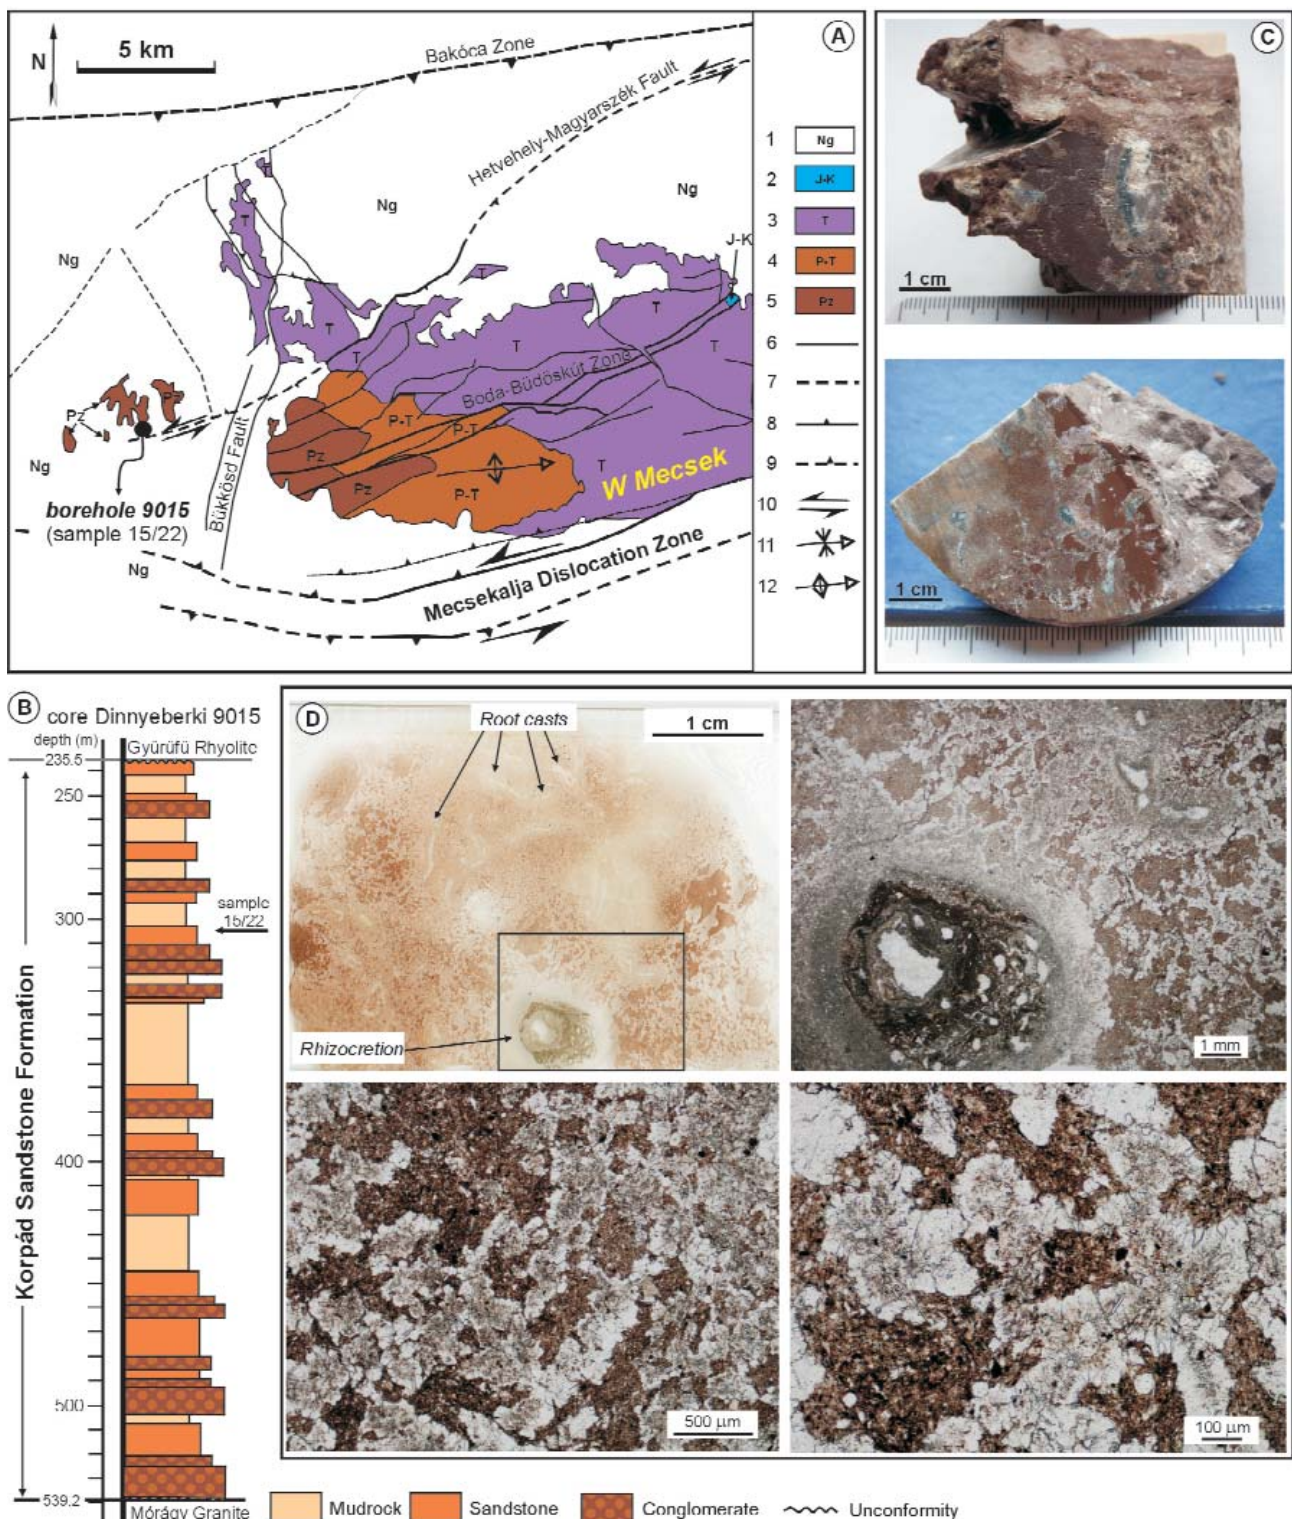 A
N
5 km
Bakóca Zone
Hetvehely-Magyarszék Fault
Ng
Ng
Ng
Ng
Ng
T
T
T
T
T
T
T
T
T
J-K
Boda-Büdöskút Zone
P-T
P-T
P-T
Pz
Pz
Pz
Pz
W Mecsek
Bükkösd Fault
borehole 9015
(sample 15/22)
Mecsekalja Dislocation Zone
1 Ng
2 J-K
3 T
4 P-T
5 Pz
6
7
8
9
10
11
12
C
1 cm
1 cm
B core Dinnyeberki 9015
depth (m)
Gyűrűfű Rhyolite
235.5
250
300
sample
15/22
400
500
539.2
Mórágy Granite
Korpád Sandstone Formation
D
Root casts
1 cm
Rhizocretion
1 mm
500 µm
100 µm
Mudrock
Sandstone
Conglomerate
Unconformity